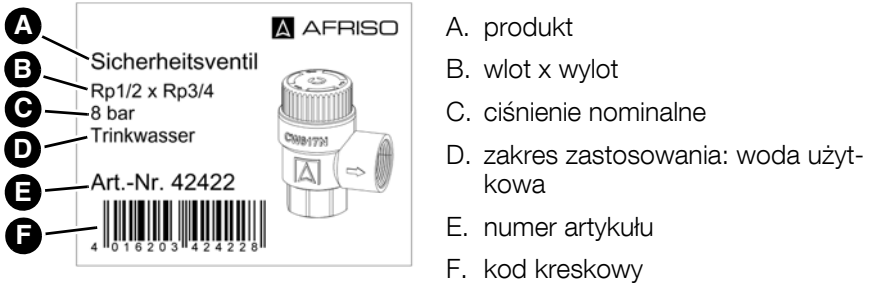 A
AFRISO
Sicherheitsventil
B
Rp1/2 x Rp3/4
C
8 bar
D
Trinkwasser
CW617N
E
Art.-Nr. 42422
F
4 016203 424228
A. produkt
B. wlot x wylot
C. ciśnienie nominalne
D. zakres zastosowania: woda użyt-
kowa
E. numer artykułu
F. kod kreskowy